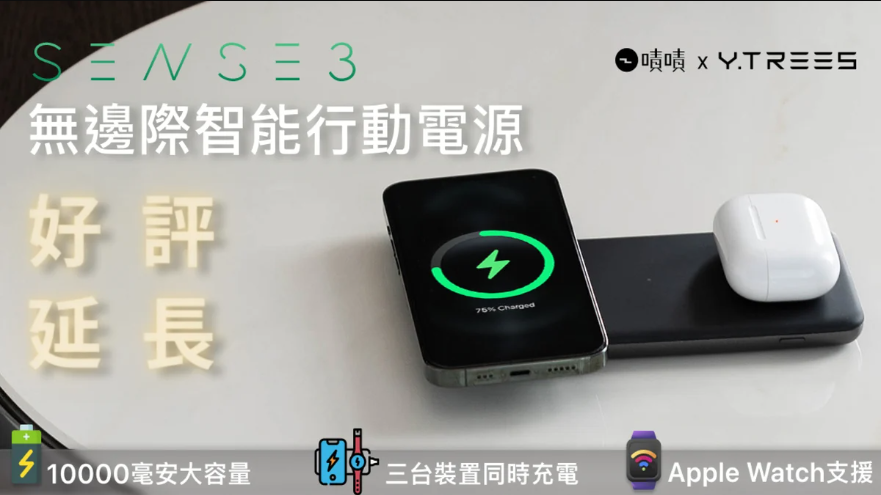 SENSE3
嘖嘖 x Y.TREES
無邊際智能行動電源
好評
延長
75% Charged
10000毫安大容量
三台裝置同時充電
Apple Watch支援